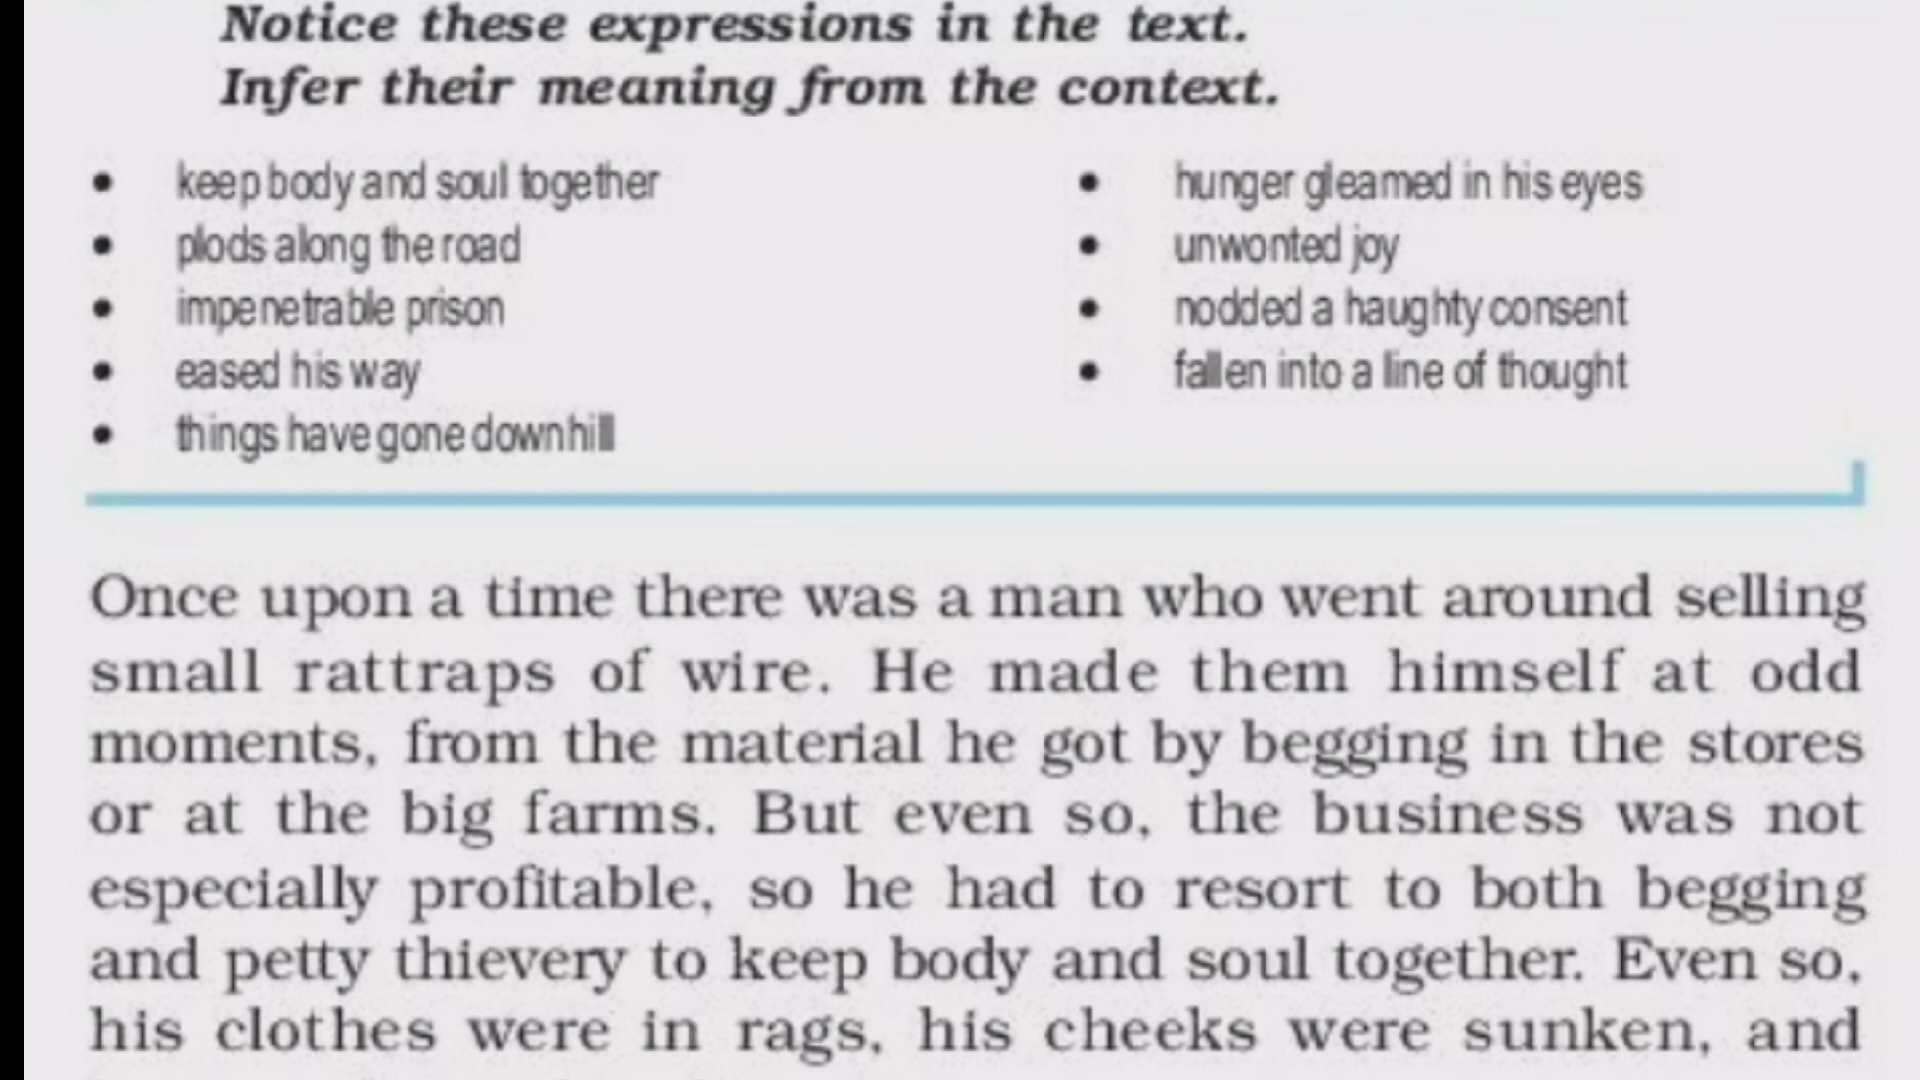 Notice these expressions in the text.
Infer their meaning from the context.
• keep body and soul together
• plods along the road
• impenetrable prison
• eased his way
• things have gone downhill
• hunger gleamed in his eyes
• unwonted joy
• nodded a haughty consent
• fallen into a line of thought
Once upon a time there was a man who went around selling
small rattraps of wire. He made them himself at odd
moments, from the material he got by begging in the stores
or at the big farms. But even so, the business was not
especially profitable, so he had to resort to both begging
and petty thievery to keep body and soul together. Even so,
his clothes were in rags, his cheeks were sunken, and